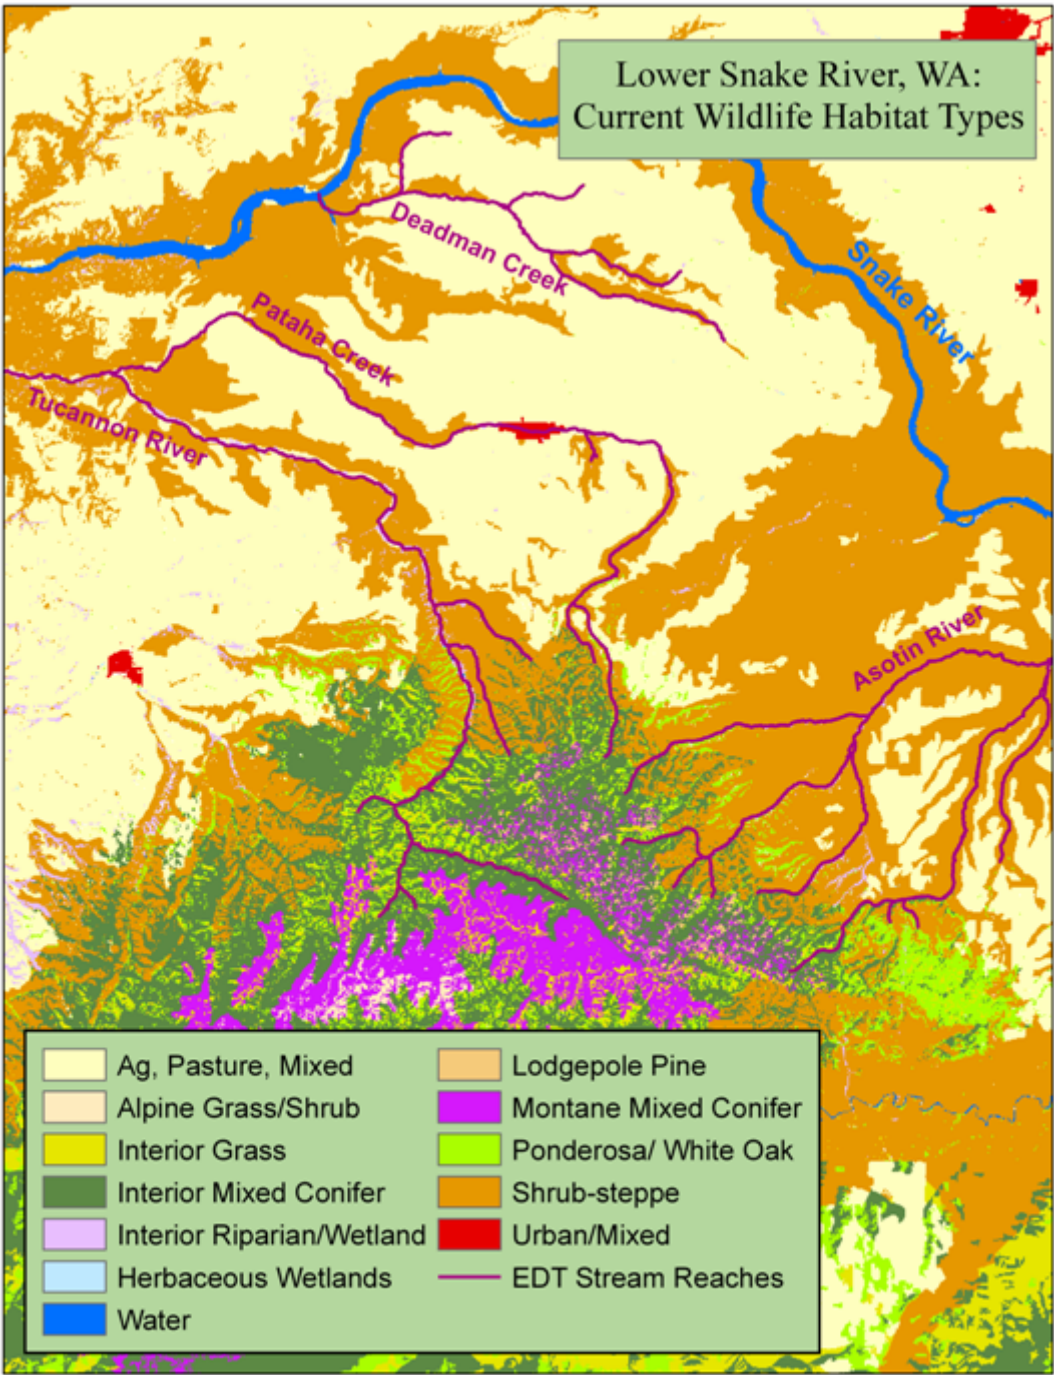 Lower Snake River, WA:
Current Wildlife Habitat Types
Deadman Creek
Snake River
Pataha Creek
Tucannon River
Asotin River
Ag, Pasture, Mixed
Alpine Grass/Shrub
Interior Grass
Interior Mixed Conifer
Interior Riparian/Wetland
Herbaceous Wetlands
Water
Lodgepole Pine
Montane Mixed Conifer
Ponderosa/ White Oak
Shrub-steppe
Urban/Mixed
EDT Stream Reaches